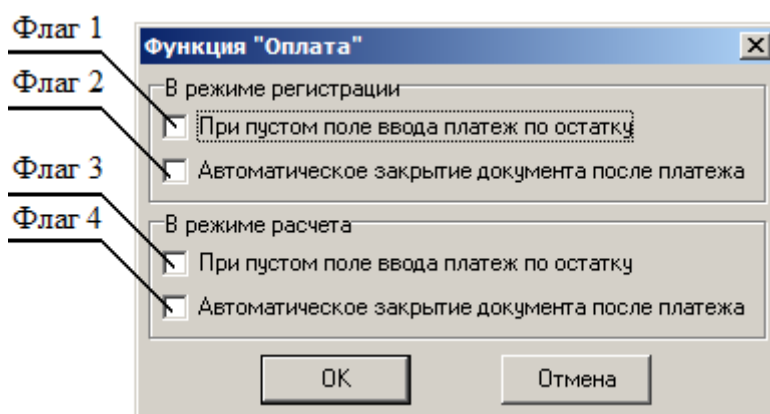 Флаг 1
Функция "Оплата"
Флаг 2
В режиме регистрации
При пустом поле ввода платеж по остатку
Флаг 3
Автоматическое закрытие документа после платежа
Флаг 4
В режиме расчета
При пустом поле ввода платеж по остатку
Автоматическое закрытие документа после платежа
OK
Отмена